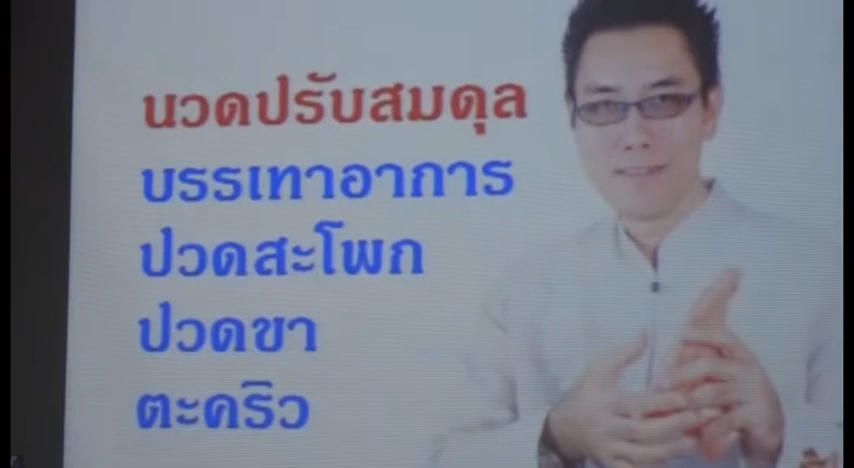 นวดปรับสมดุล
บรรเทาอาการ
ปวดสะโพก
ปวดขา
ตะคริว